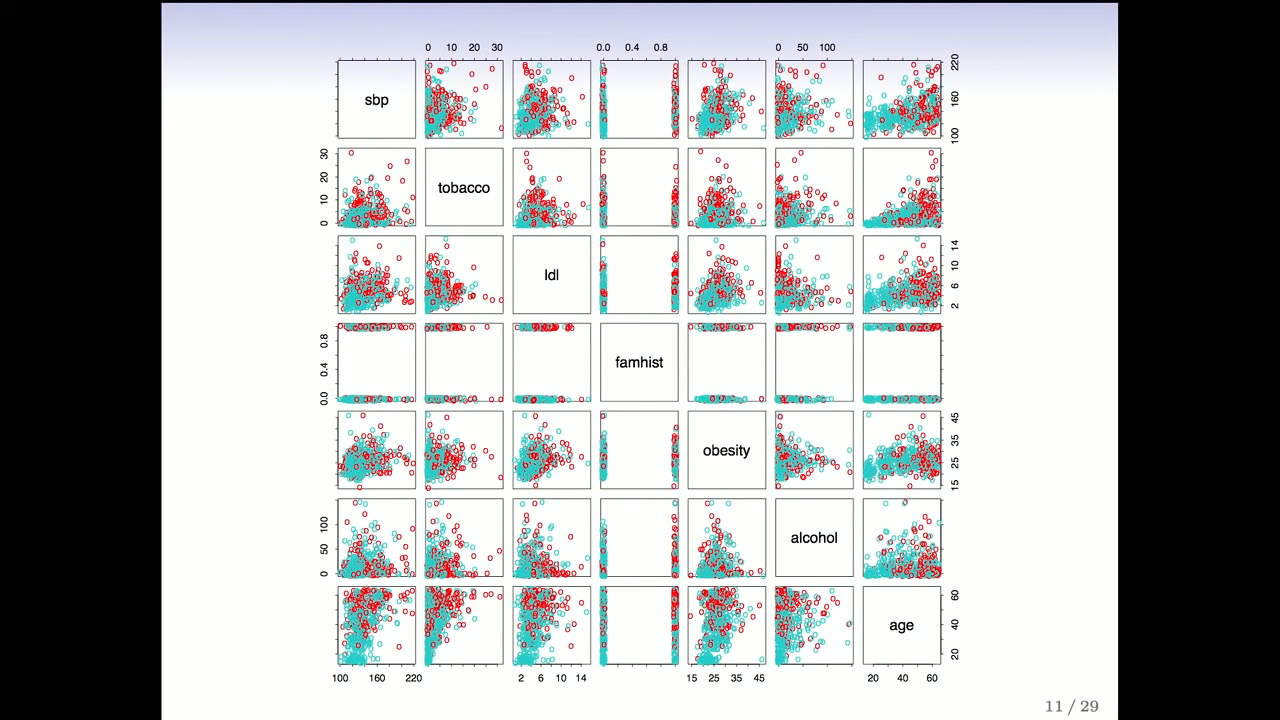 0 10 20 30 0.0 0.4 0.8 0 50 100
sbp
100 160 220
0 10 20 30
tobacco
ldl
2 6 10 14
0.0 0.4 0.8
famhist
obesity
15 25 35 45
0 50 100
alcohol
age
20 40 60
100 160 220 2 6 10 14 15 25 35 45 20 40 60
11 / 29